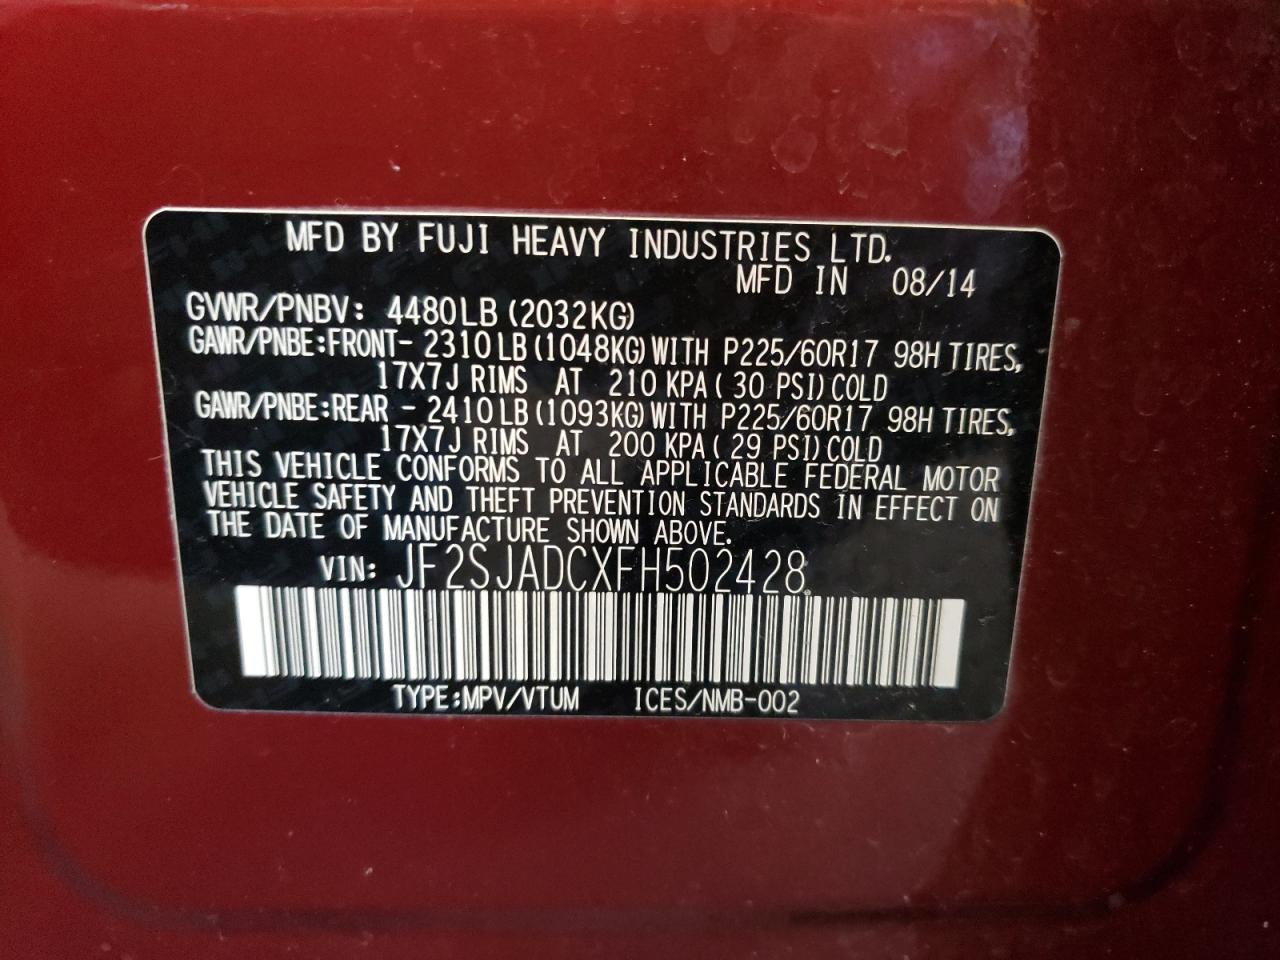 MFD BY FUJI HEAVY INDUSTRIES LTD.
MFD IN 08/14
GVWR/PNBV: 4480LB (2032KG)
GAWR/PNBE:FRONT- 2310LB(1048KG)WITH P225/60R17 98H TIRES,
17X7J RIMS AT 210 KPA( 30 PSI)COLD
GAWR/PNBE:REAR - 2410LB(1093KG)WITH P225/60R17 98H TIRES,
17X7J RIMS AT 200 KPA( 29 PSI)COLD
THIS VEHICLE CONFORMS TO ALL APPLICABLE FEDERAL MOTOR
VEHICLE SAFETY AND THEFT PREVENTION STANDARDS IN EFFECT ON
THE DATE OF MANUFACTURE SHOWN ABOVE.
VIN: JF2SJADCXFH502428
TYPE:MPV/VTUM ICES/NMB-002